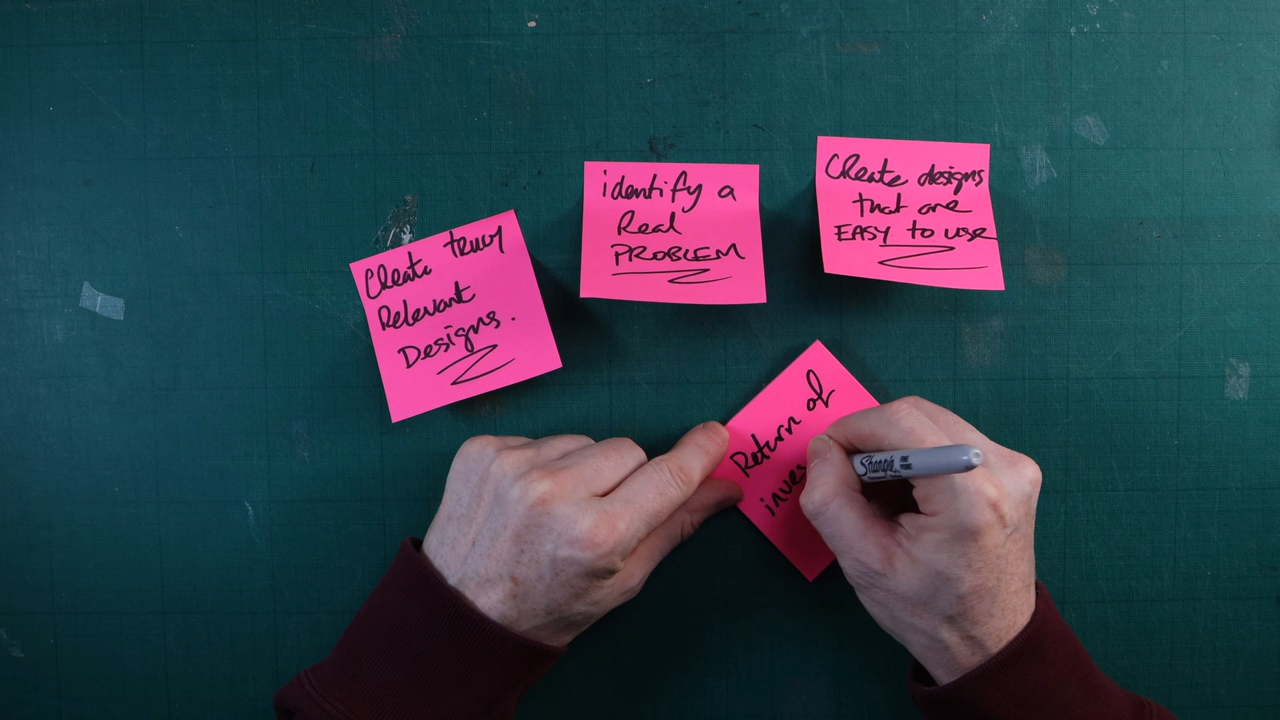 Create truly
Relevant
Designs.
identify a
Real
PROBLEM
Create designs
that are
EASY to use
Return of
inves
Sharpie